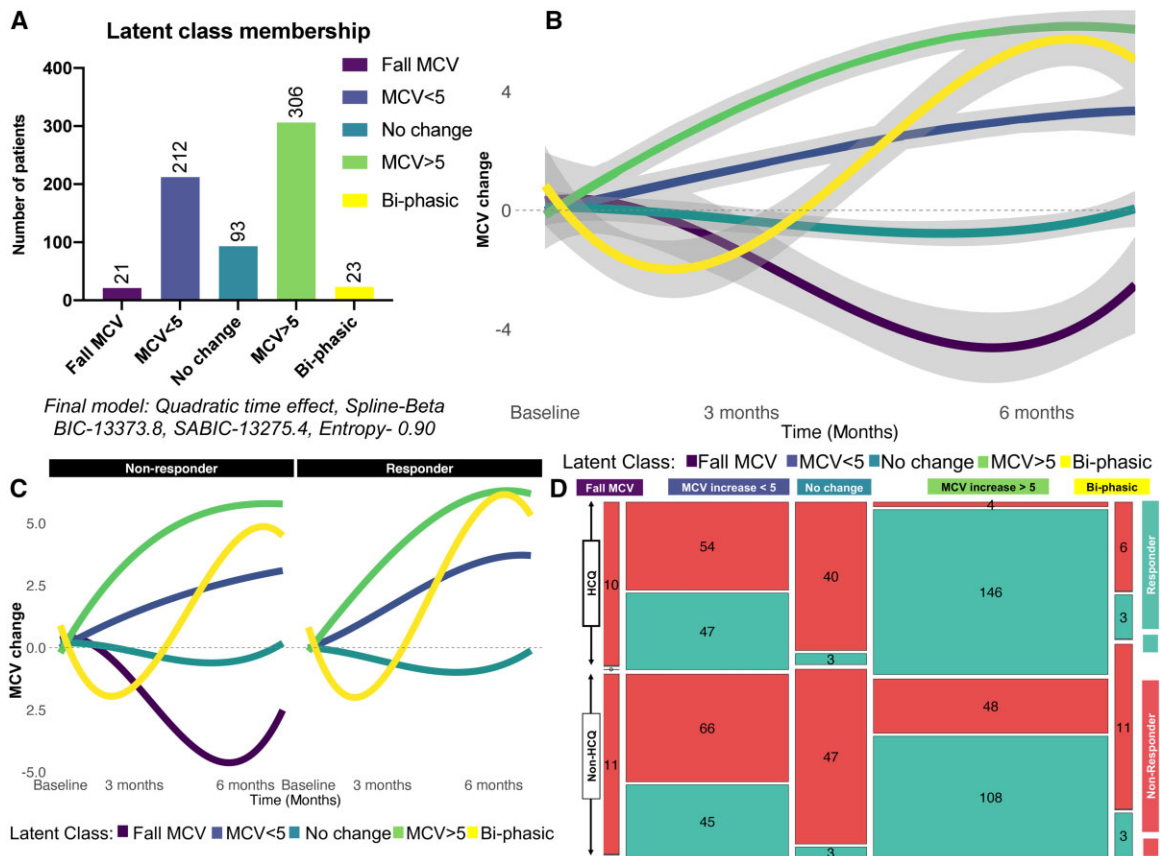 A
Latent class membership
Number of patients
400
300
200
100
0
21
212
93
306
23
Fall MCV
MCV<5
No change
MCV>5
Bi-phasic
Fall MCV
MCV<5
No change
MCV>5
Bi-phasic
Final model: Quadratic time effect, Spline-Beta
BIC-13373.8, SABIC-13275.4, Entropy- 0.90
B
MCV change
4
0
-4
Baseline
3 months
6 months
Time (Months)
Latent Class: Fall MCV MCV<5 No change MCV>5 Bi-phasic
C
Non-responder
Responder
MCV change
5.0
2.5
0.0
2.5
-5.0
Baseline
3 months
6 months
Baseline
3 months
6 months
Time (Months)
Latent Class: Fall MCV MCV<5 No change MCV>5 Bi-phasic
D
Fall MCV
MCV increase < 5
No change
MCV increase > 5
Bi-phasic
HCQ
10
54
47
40
3
4
146
6
3
Responder
Non-HCQ
11
66
45
47
3
48
108
11
3
Non-Responder